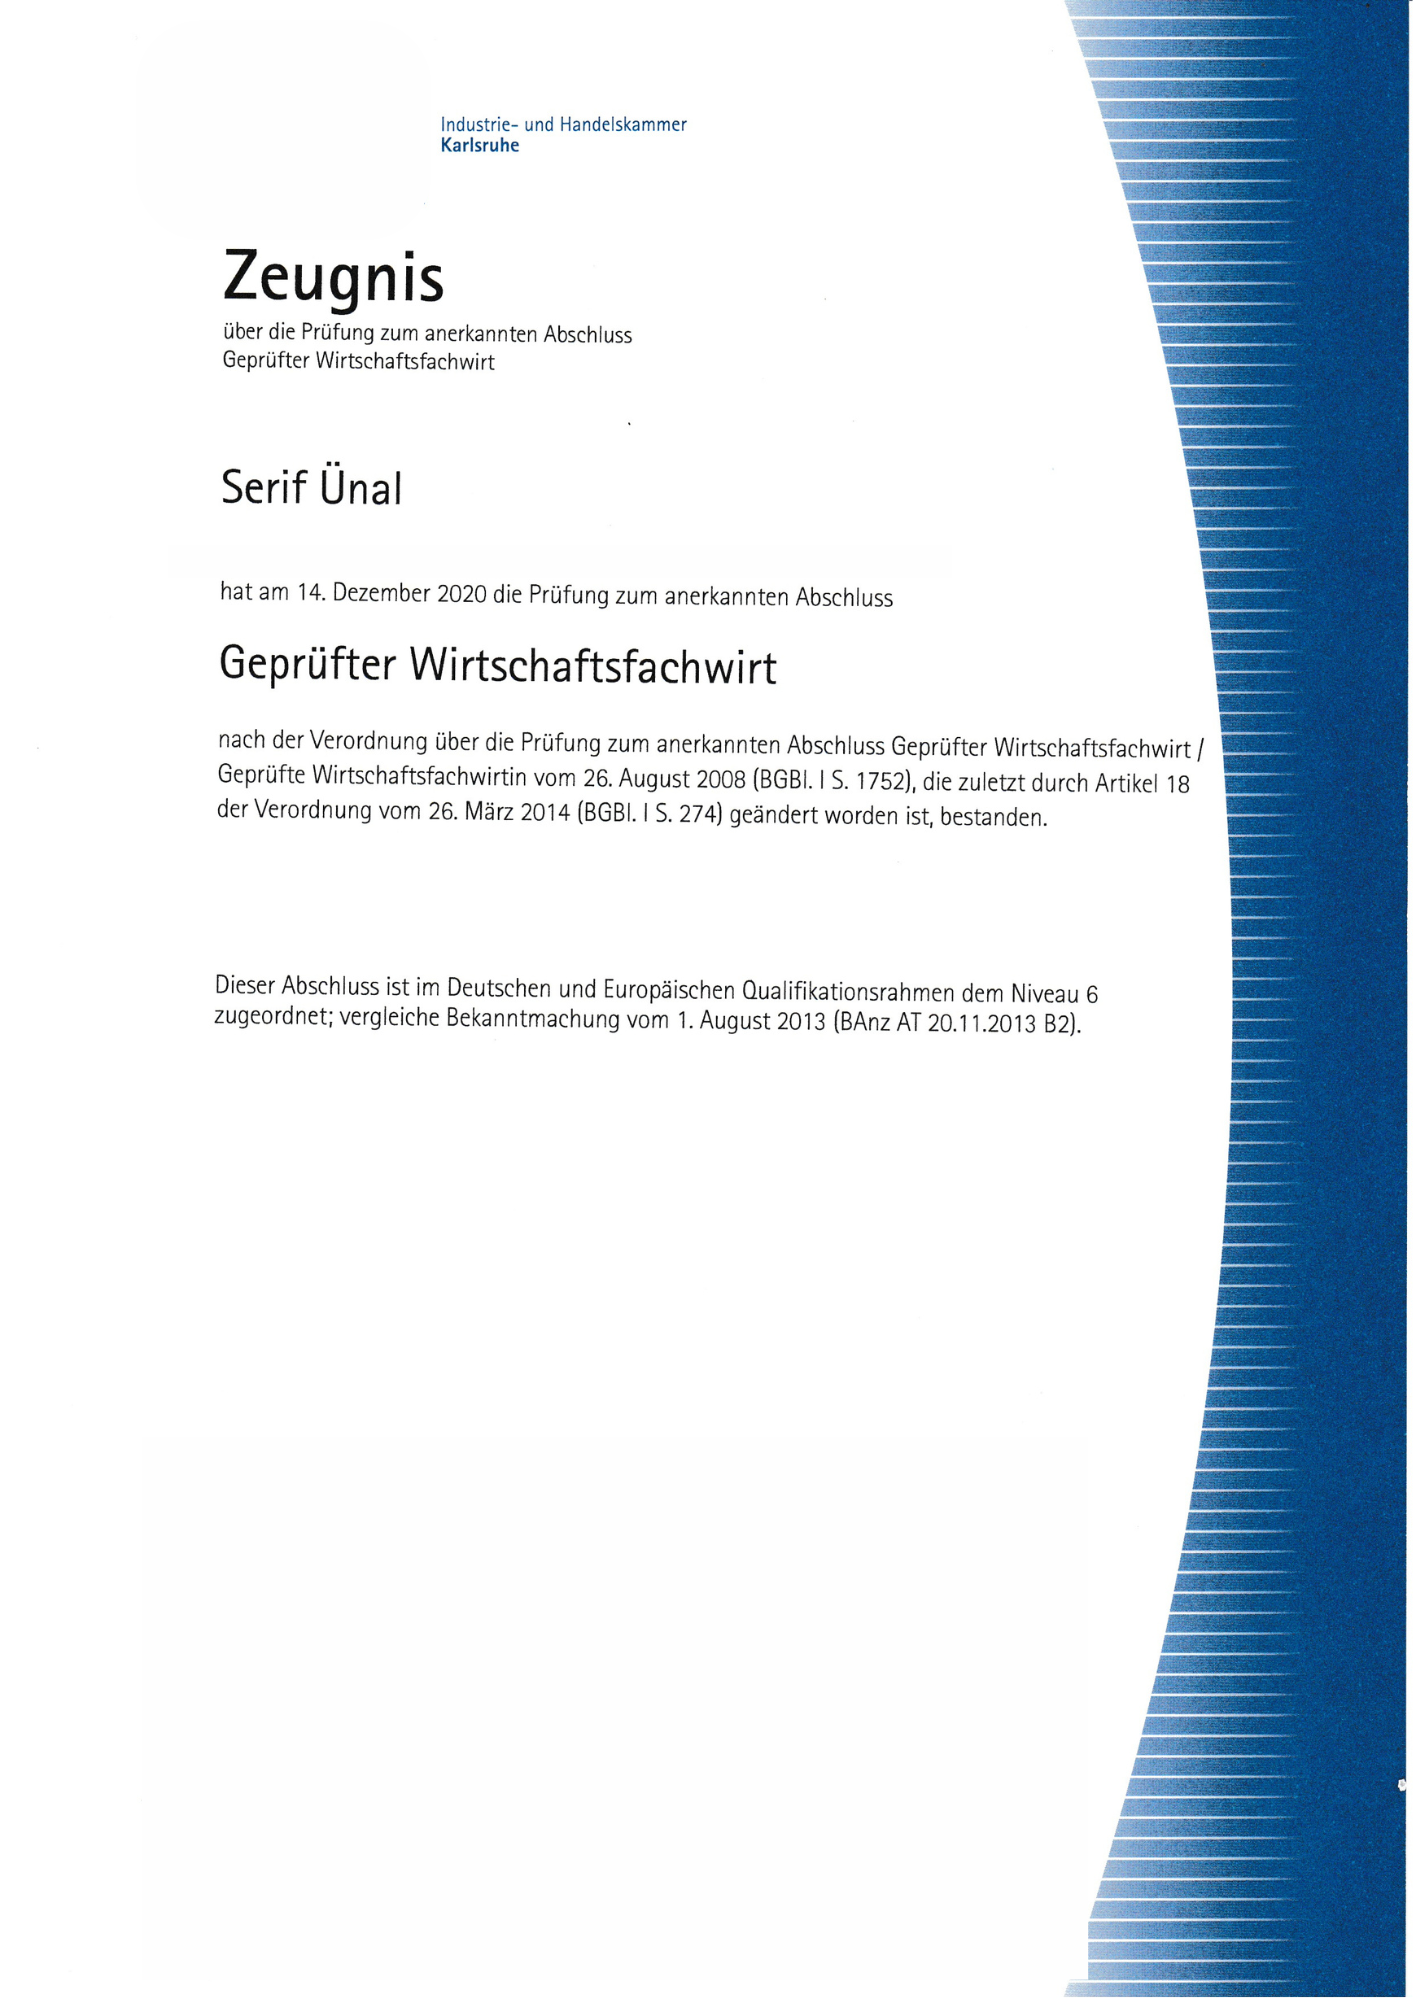 Industrie- und Handelskammer
Karlsruhe
Zeugnis
über die Prüfung zum anerkannten Abschluss
Geprüfter Wirtschaftsfachwirt
Serif Ünal
hat am 14. Dezember 2020 die Prüfung zum anerkannten Abschluss
Geprüfter Wirtschaftsfachwirt
nach der Verordnung über die Prüfung zum anerkannten Abschluss Geprüfter Wirtschaftsfachwirt /
Geprüfte Wirtschaftsfachwirtin vom 26. August 2008 (BGBl. I S. 1752), die zuletzt durch Artikel 18
der Verordnung vom 26. März 2014 (BGBl. I S. 274) geändert worden ist, bestanden.
Dieser Abschluss ist im Deutschen und Europäischen Qualifikationsrahmen dem Niveau 6
zugeordnet; vergleiche Bekanntmachung vom 1. August 2013 (BAnz AT 20.11.2013 B2).